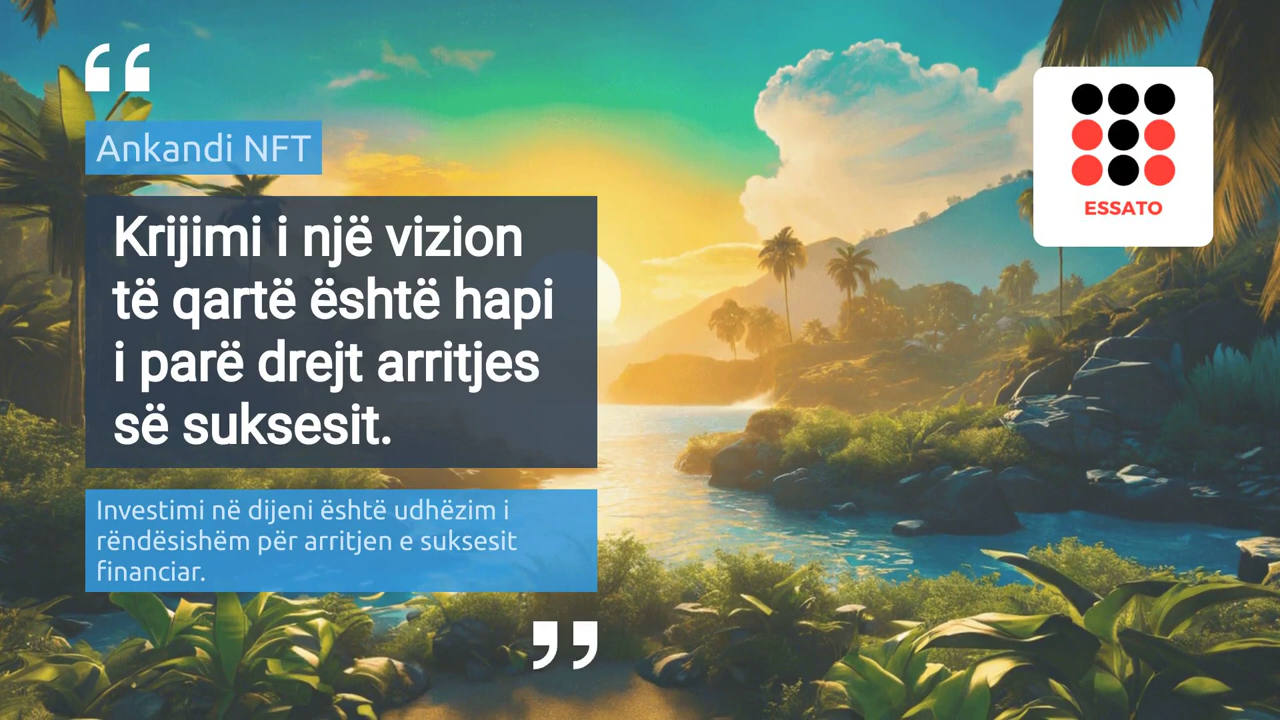 Ankandi NFT
Krijimi i një vizion
të qartë është hapi
i parë drejt arritjes
së suksesit.
Investimi në dijeni është udhëzim i
rëndësishëm për arritjen e suksesit
financiar.
ESSATO